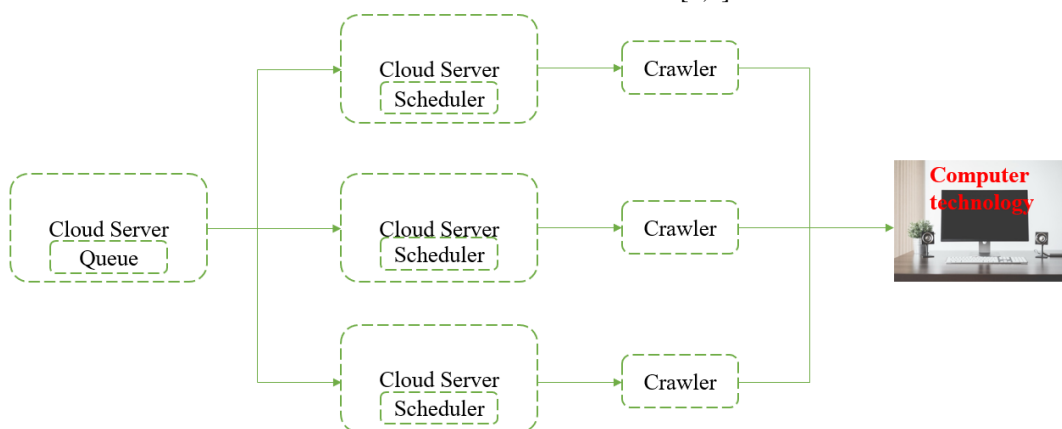 Cloud Server
Scheduler
Crawler
Cloud Server
Queue
Cloud Server
Scheduler
Crawler
Computer
technology
Cloud Server
Scheduler
Crawler